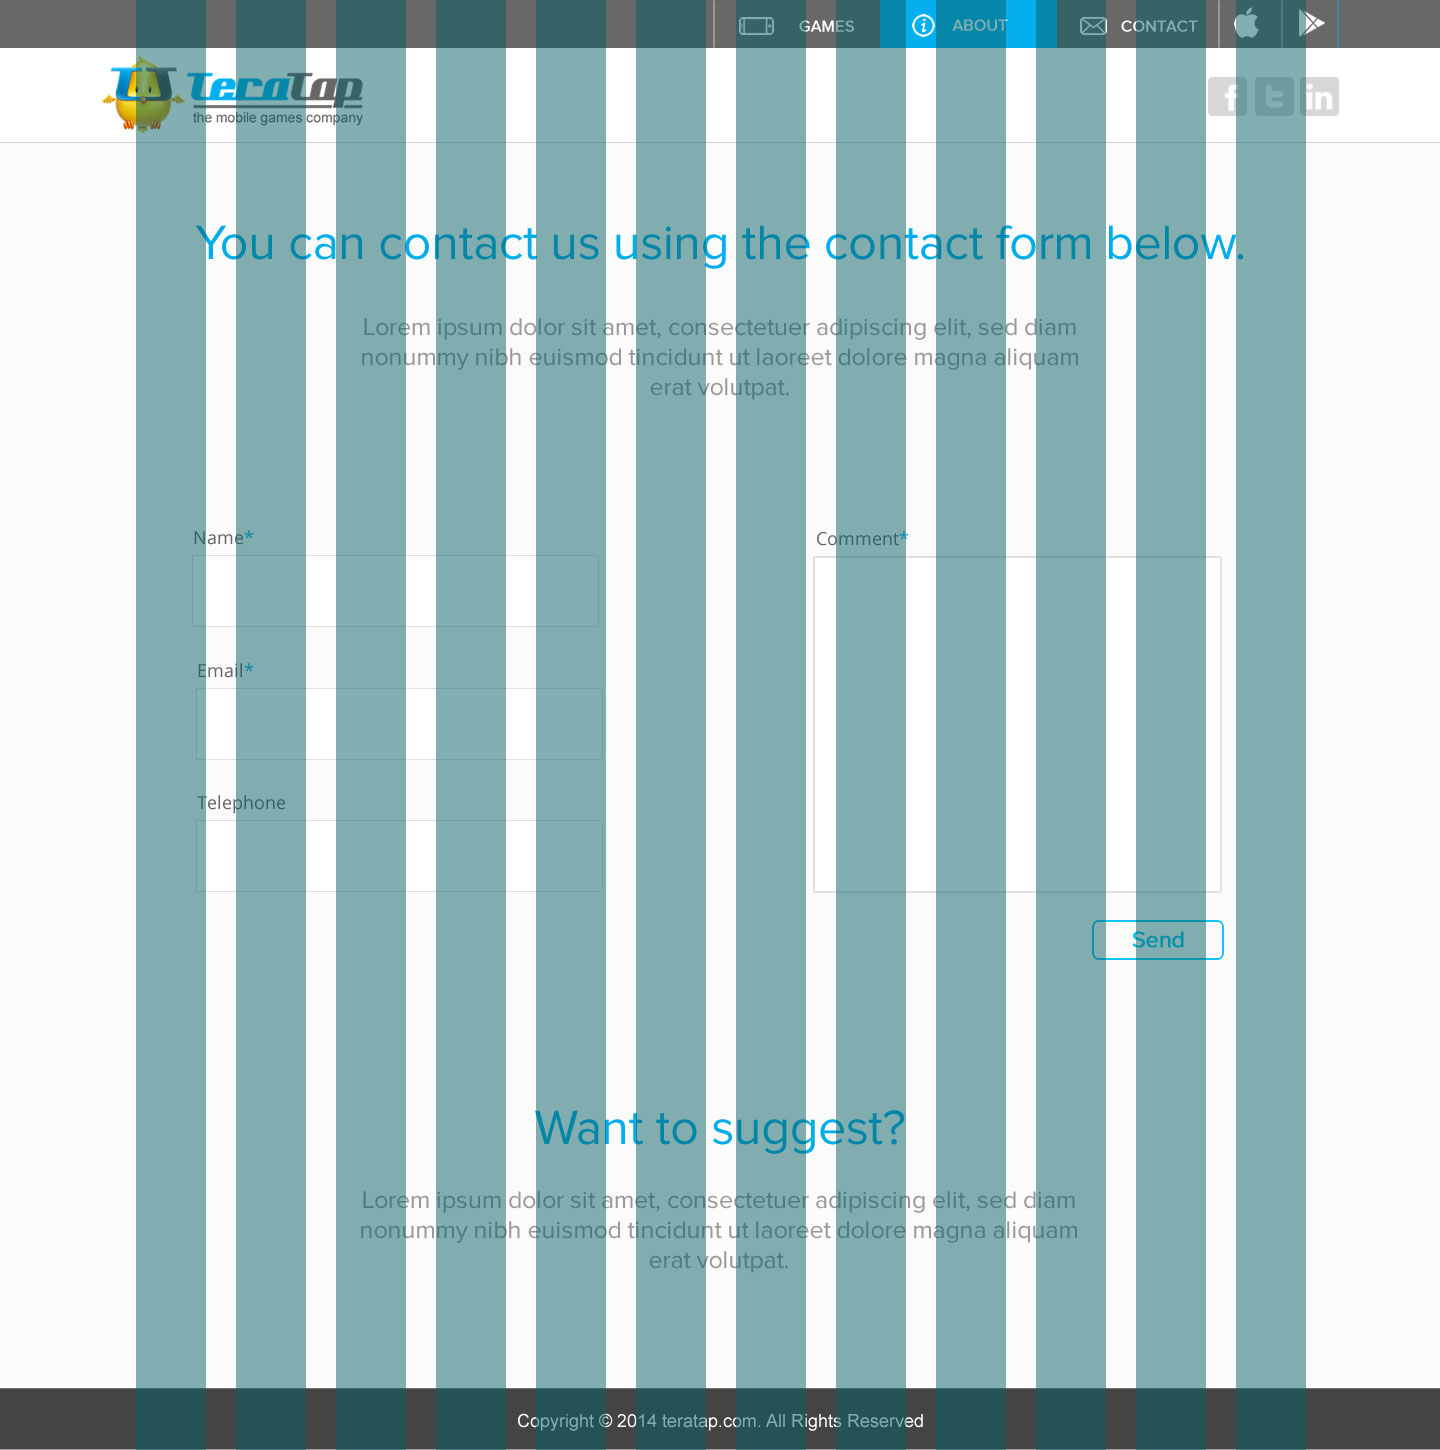 GAMES ABOUT CONTACT
TeraTap
the mobile games company
f t in
You can contact us using the contact form below.
Lorem ipsum dolor sit amet, consectetuer adipiscing elit, sed diam
nonummy nibh euismod tincidunt ut laoreet dolore magna aliquam
erat volutpat.
Name*
Comment*
Email*
Telephone
Send
Want to suggest?
Lorem ipsum dolor sit amet, consectetuer adipiscing elit, sed diam
nonummy nibh euismod tincidunt ut laoreet dolore magna aliquam
erat volutpat.
Copyright © 2014 teratap.com. All Rights Reserved